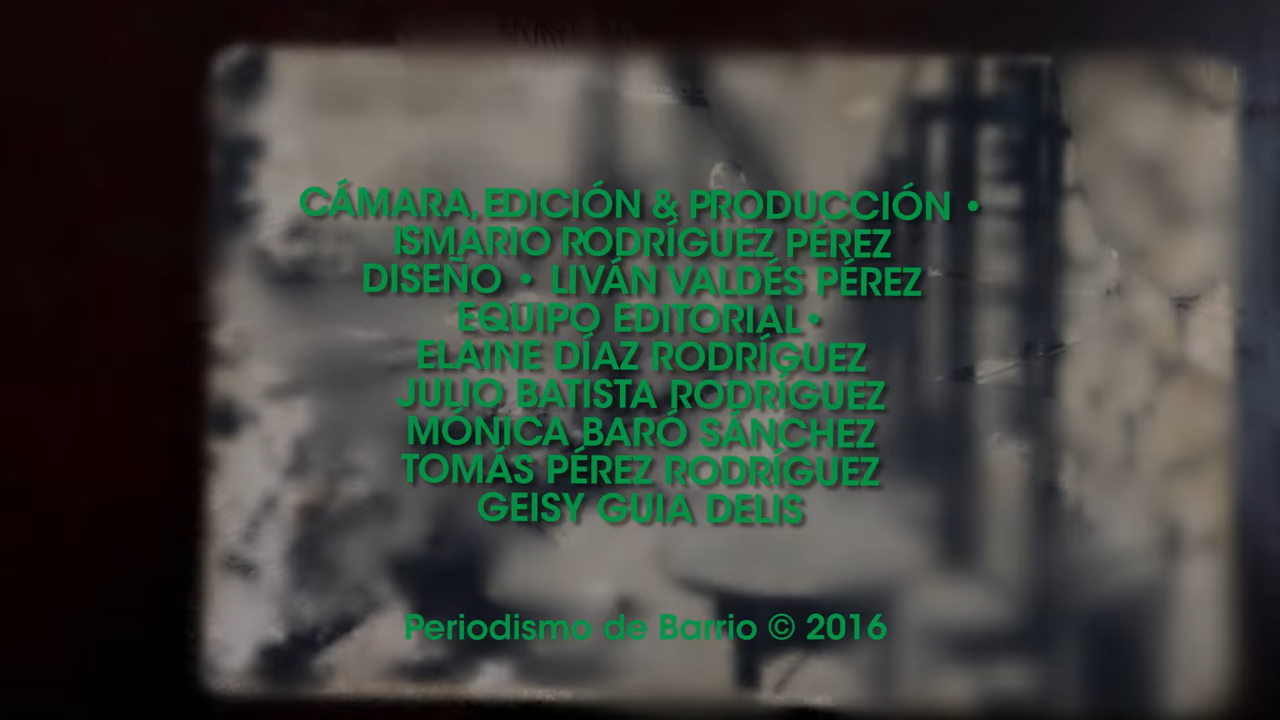 CÁMARA, EDICIÓN & PRODUCCIÓN •
ISMARIO RODRÍGUEZ PÉREZ
DISEÑO • LIVÁN VALDÉS PÉREZ
EQUIPO EDITORIAL •
ELAINE DÍAZ RODRÍGUEZ
JULIO BATISTA RODRÍGUEZ
MÓNICA BARÓ SÁNCHEZ
TOMÁS PÉREZ RODRÍGUEZ
GEISY GUIA DELIS
Periodismo de Barrio © 2016